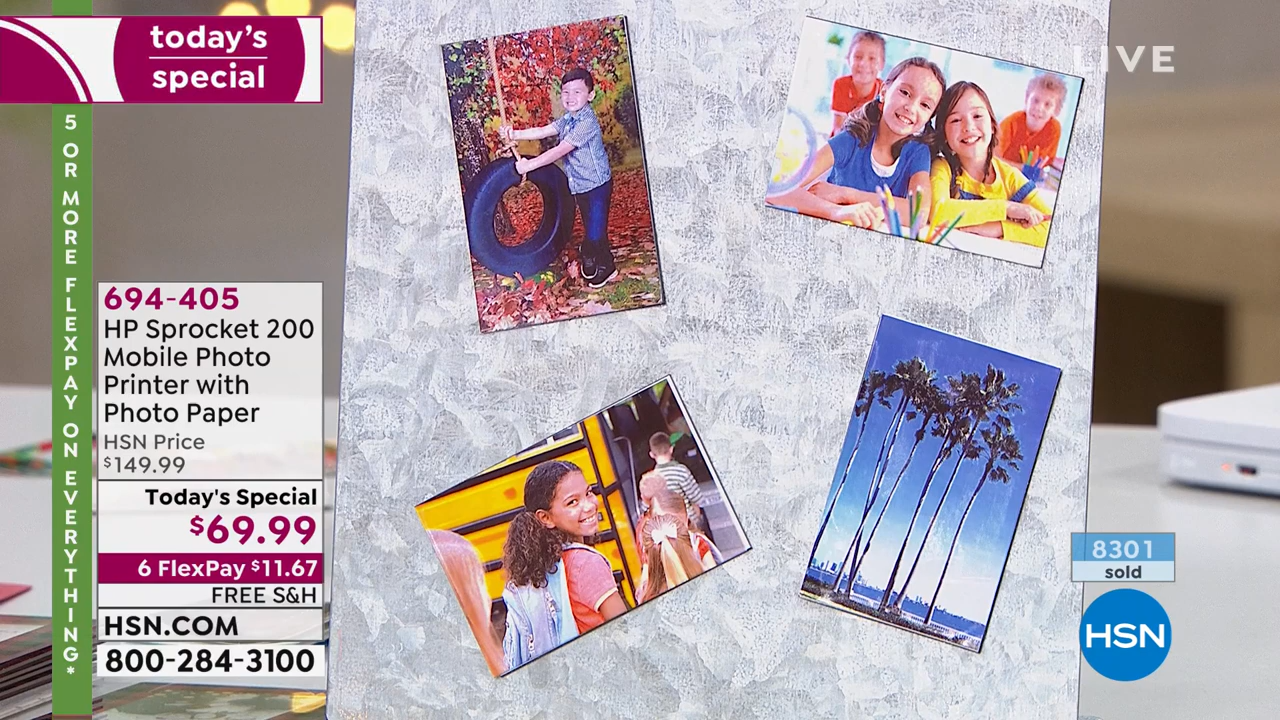 today's
special
5 OR MORE FLEXPAY ON EVERYTHING*
694-405
HP Sprocket 200
Mobile Photo
Printer with
Photo Paper
HSN Price
$149.99
Today's Special
$69.99
6 FlexPay $11.67
FREE S&H
HSN.COM
800-284-3100
LIVE
8301
sold
HSN